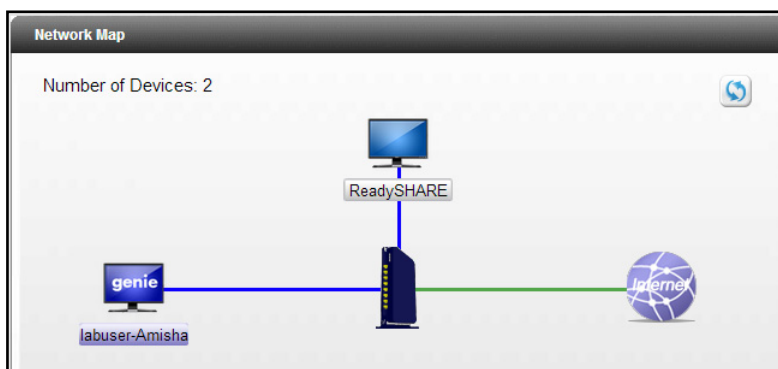 Network Map
Number of Devices: 2
ReadySHARE
genie
Internet
labuser-Amisha